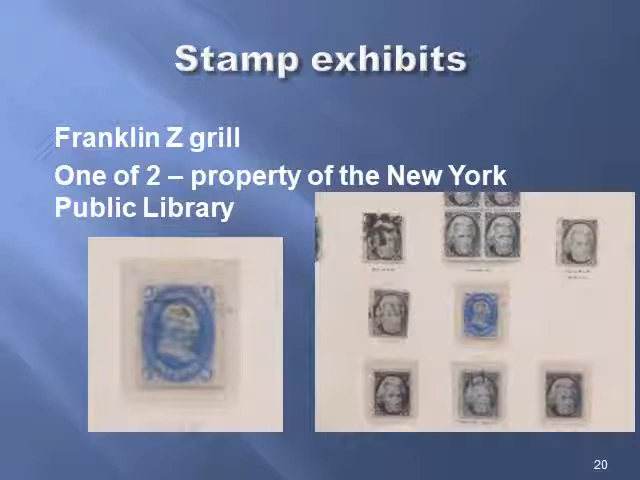 Stamp exhibits
Franklin Z grill
One of 2 – property of the New York
Public Library
20